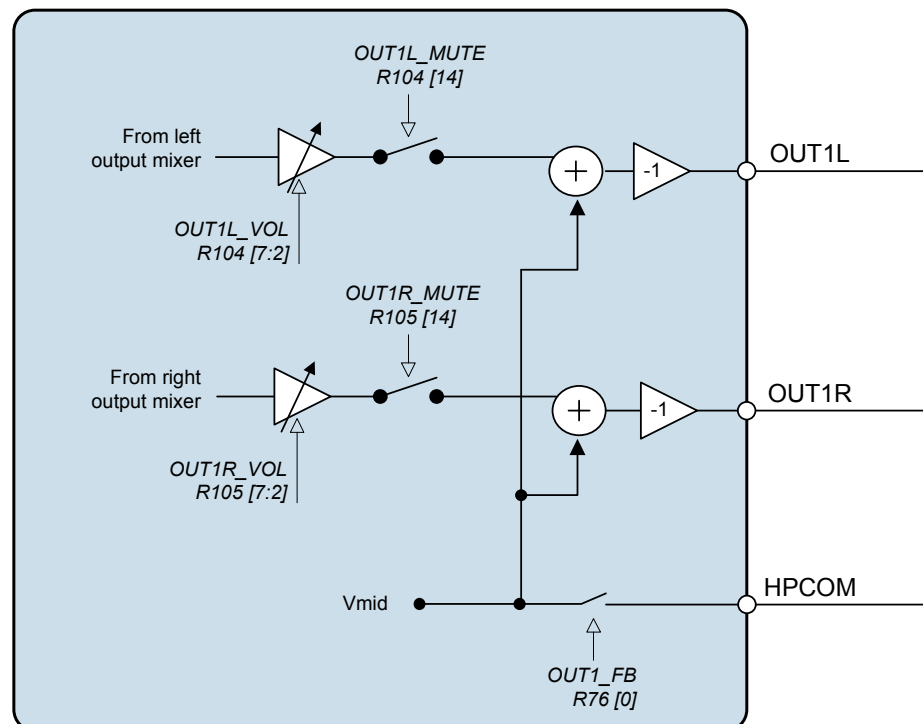 OUT1L_MUTE
R104 [14]
From left
output mixer
+
-1
OUT1L
OUT1L_VOL
R104 [7:2]
OUT1R_MUTE
R105 [14]
From right
output mixer
+
-1
OUT1R
OUT1R_VOL
R105 [7:2]
HPCOM
Vmid
OUT1_FB
R76 [0]